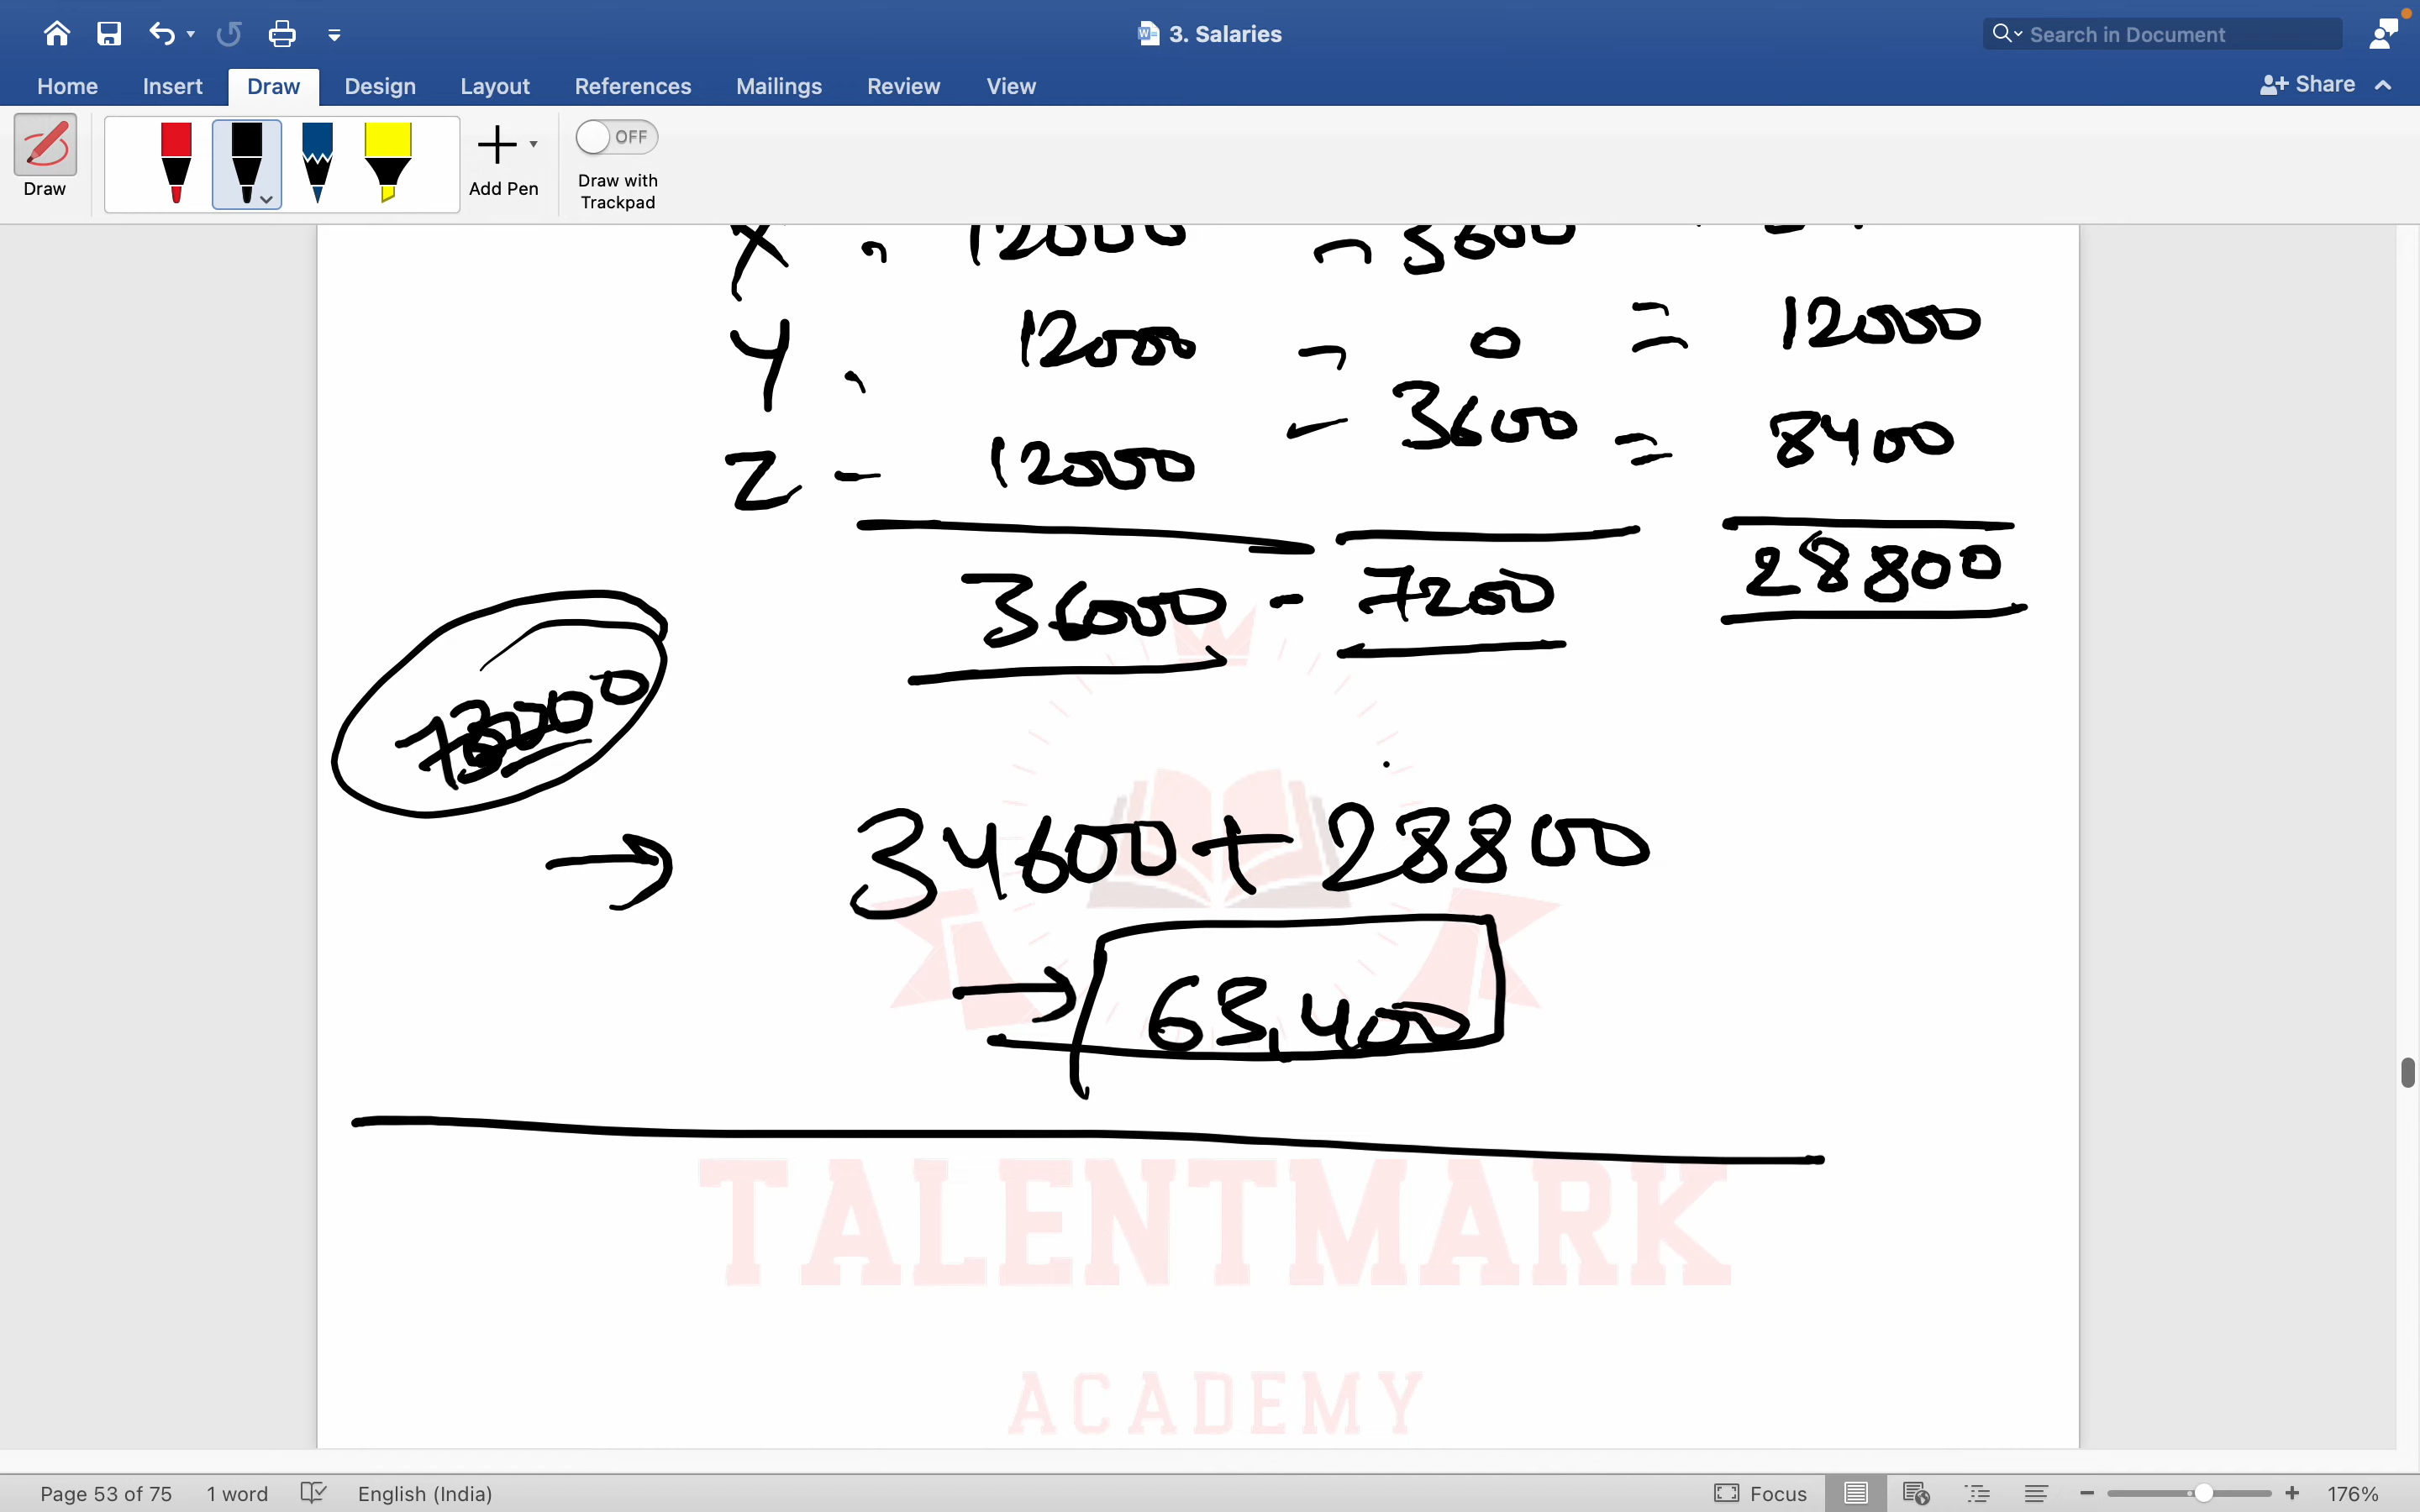 3. Salaries
Search in Document
Home Insert Draw Design Layout References Mailings Review View
Share
OFF
Draw
Add Pen
Draw with
Trackpad
X - 12000 - 3600
Y - 12000 - 0 = 12000
Z - 12000 - 3600 = 8400
36000 - 7200 28800
34600 + 28800
63,400
TALENTMARK
ACADEMY
Page 53 of 75 1 word English (India) Focus 176%